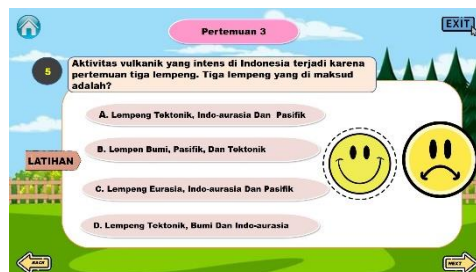 Pertemuan 3
EXIT
5
Aktivitas vulkanik yang intens di Indonesia terjadi karena
pertemuan tiga lempeng. Tiga lempeng yang di maksud
adalah?
A. Lempeng Tektonik, Indo-aurasia Dan Pasifik
B. Lempen Bumi, Pasifik, Dan Tektonik
LATIHAN
C. Lempeng Eurasia, Indo-aurasia Dan Pasifik
D. Lempeng Tektonik, Bumi Dan Indo-aurasia
BACK
NEXT